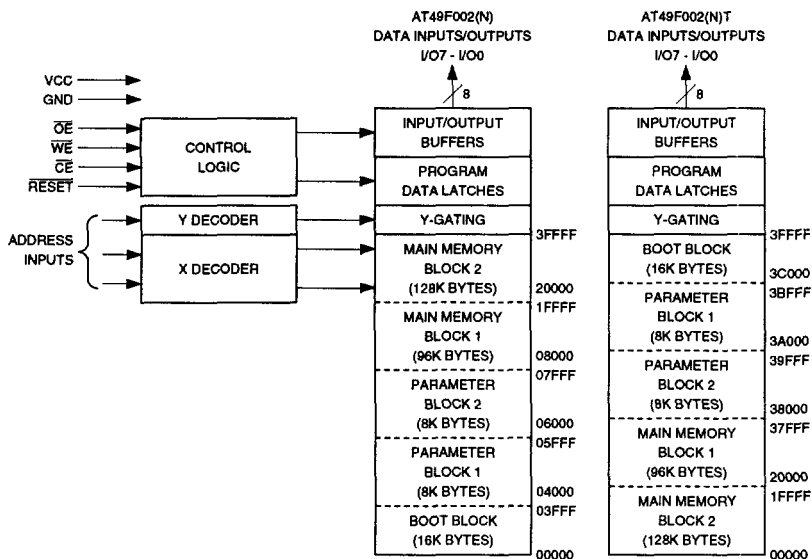 AT49F002(N)
DATA INPUTS/OUTPUTS
I/O7 - I/O0
8
AT49F002(N)T
DATA INPUTS/OUTPUTS
I/O7 - I/O0
8
VCC
GND
OE
WE
CE
RESET
ADDRESS
INPUTS
CONTROL
LOGIC
Y DECODER
X DECODER
INPUT/OUTPUT
BUFFERS
PROGRAM
DATA LATCHES
Y-GATING
3FFFF
MAIN MEMORY
BLOCK 2
(128K BYTES)
20000
1FFFF
MAIN MEMORY
BLOCK 1
(96K BYTES)
08000
07FFF
PARAMETER
BLOCK 2
(8K BYTES)
06000
05FFF
PARAMETER
BLOCK 1
(8K BYTES)
04000
03FFF
BOOT BLOCK
(16K BYTES)
00000
INPUT/OUTPUT
BUFFERS
PROGRAM
DATA LATCHES
Y-GATING
3FFFF
BOOT BLOCK
(16K BYTES)
3C000
3BFFF
PARAMETER
BLOCK 1
(8K BYTES)
3A000
39FFF
PARAMETER
BLOCK 2
(8K BYTES)
38000
37FFF
MAIN MEMORY
BLOCK 1
(96K BYTES)
20000
1FFFF
MAIN MEMORY
BLOCK 2
(128K BYTES)
00000